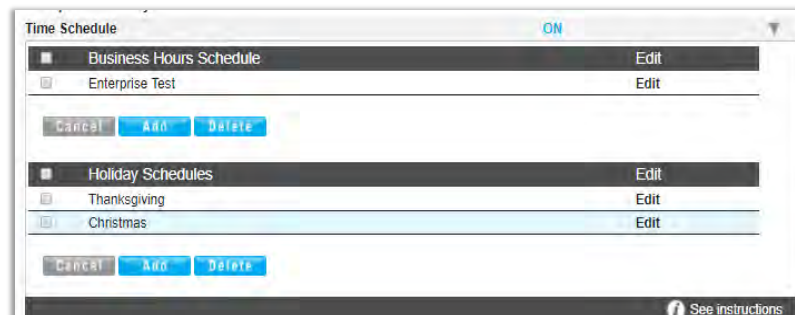 Time Schedule ON
Business Hours Schedule Edit
Enterprise Test Edit
Cancel Add Delete
Holiday Schedules Edit
Thanksgiving Edit
Christmas Edit
Cancel Add Delete
See instructions